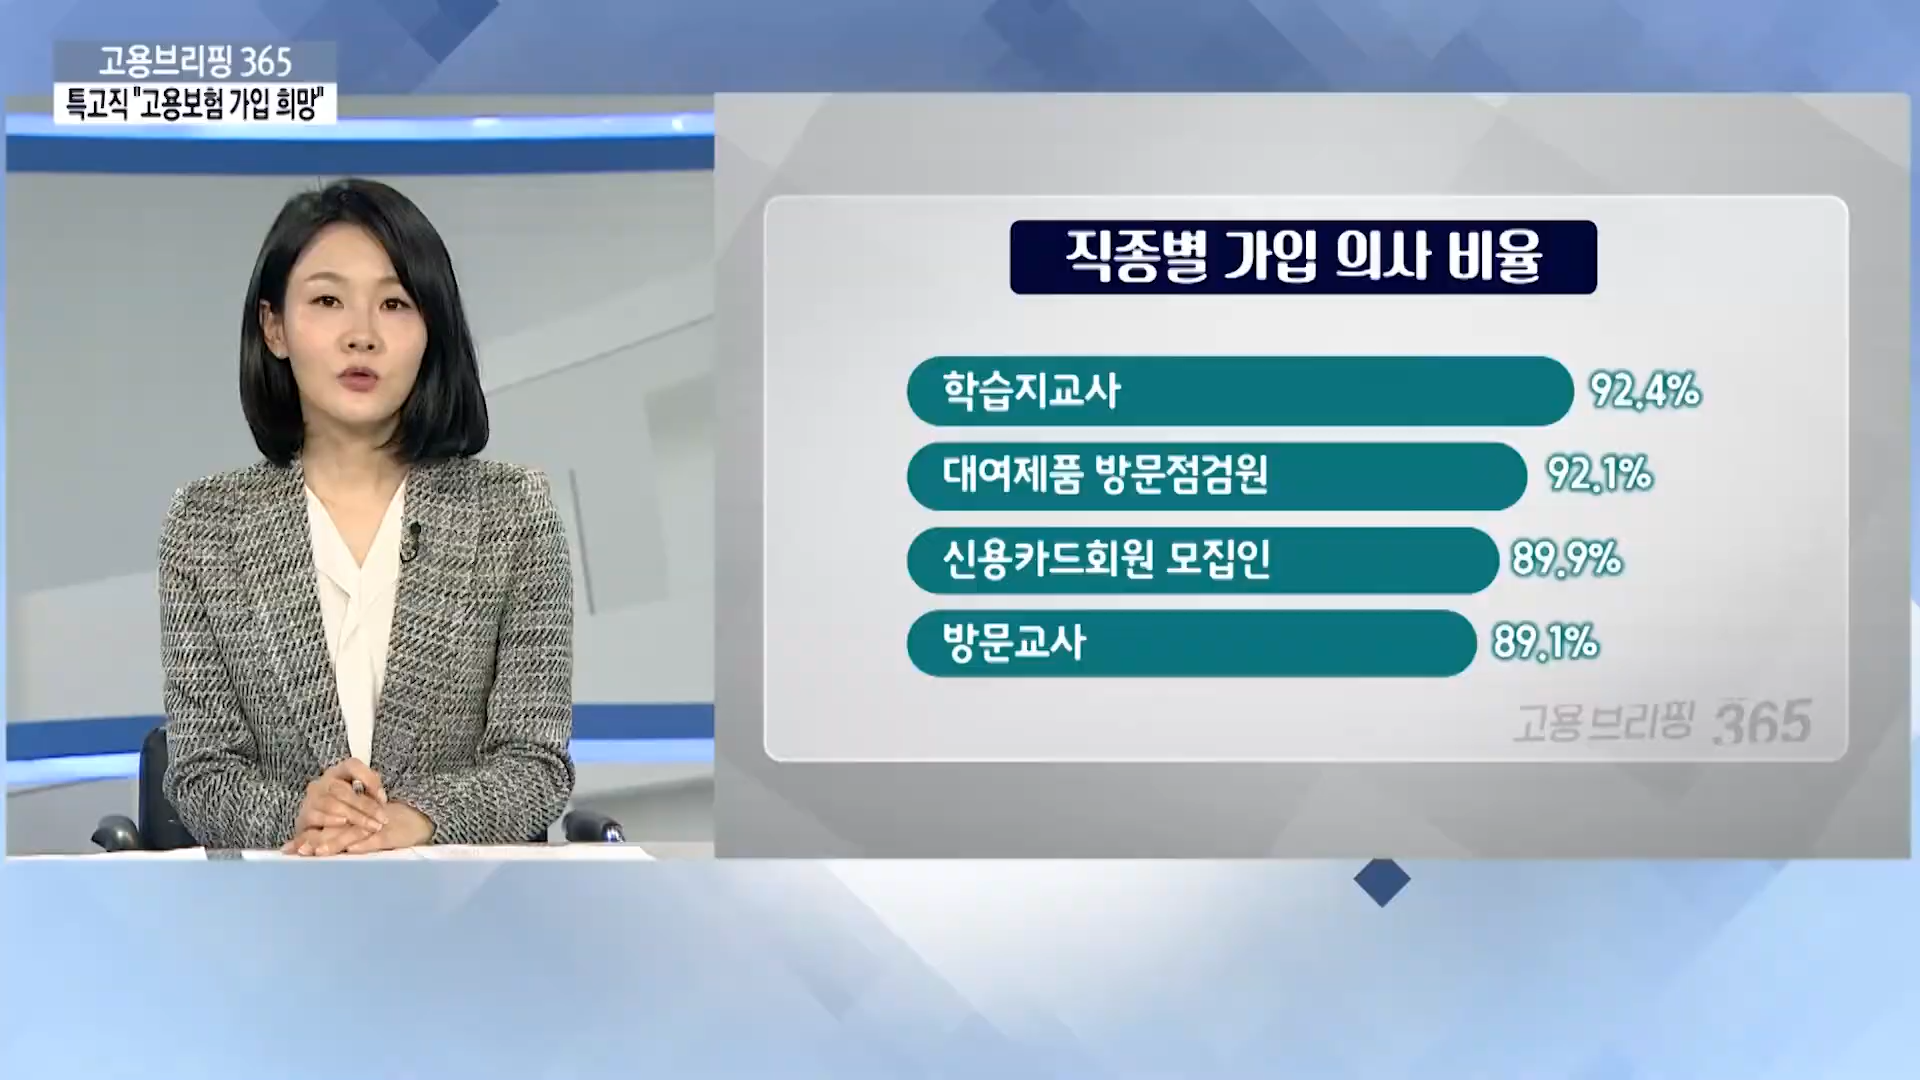 고용브리핑 365
특고직 "고용보험 가입 희망"
직종별 가입 의사 비율
학습지교사 92.4%
대여제품 방문점검원 92.1%
신용카드회원 모집인 89.9%
방문교사 89.1%
고용브리핑 365